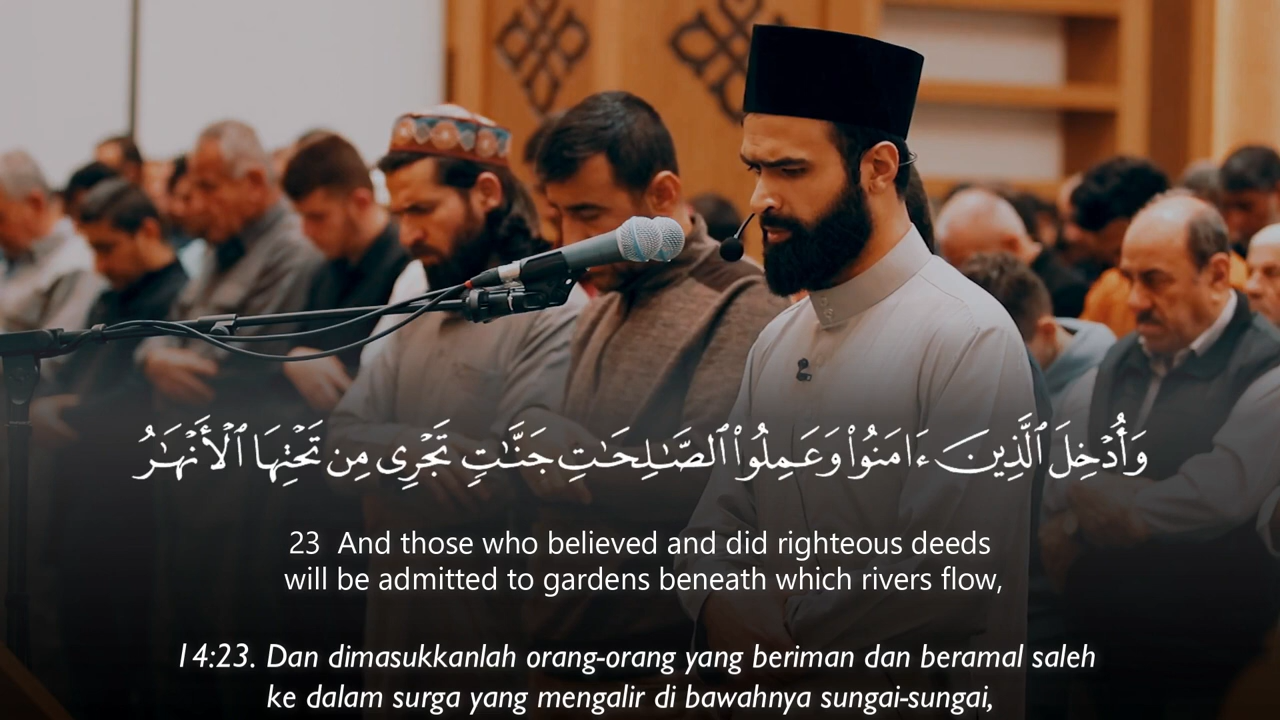 وَأُدْخِلَ ٱلَّذِينَ ءَامَنُوا۟ وَعَمِلُوا۟ ٱلصَّـٰلِحَـٰتِ جَنَّـٰتٍ تَجْرِى مِن تَحْتِهَا ٱلْأَنْهَـٰرُ
23 And those who believed and did righteous deeds
will be admitted to gardens beneath which rivers flow,
14:23. Dan dimasukkanlah orang-orang yang beriman dan beramal saleh
ke dalam surga yang mengalir di bawahnya sungai-sungai,